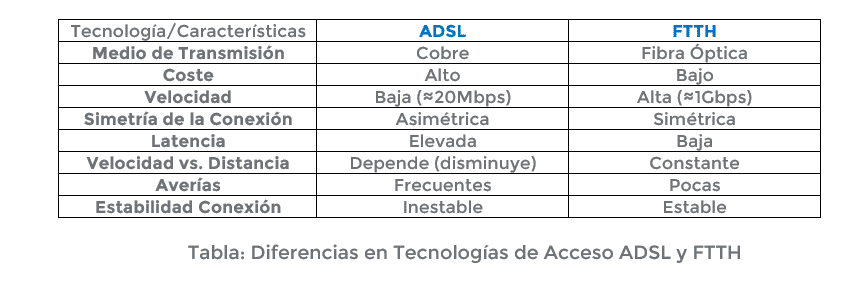 Tecnología/Características ADSL FTTH
Medio de Transmisión Cobre Fibra Óptica
Coste Alto Bajo
Velocidad Baja (≈20Mbps) Alta (≈1Gbps)
Simetría de la Conexión Asimétrica Simétrica
Latencia Elevada Baja
Velocidad vs. Distancia Depende (disminuye) Constante
Averías Frecuentes Pocas
Estabilidad Conexión Inestable Estable
Tabla: Diferencias en Tecnologías de Acceso ADSL y FTTH